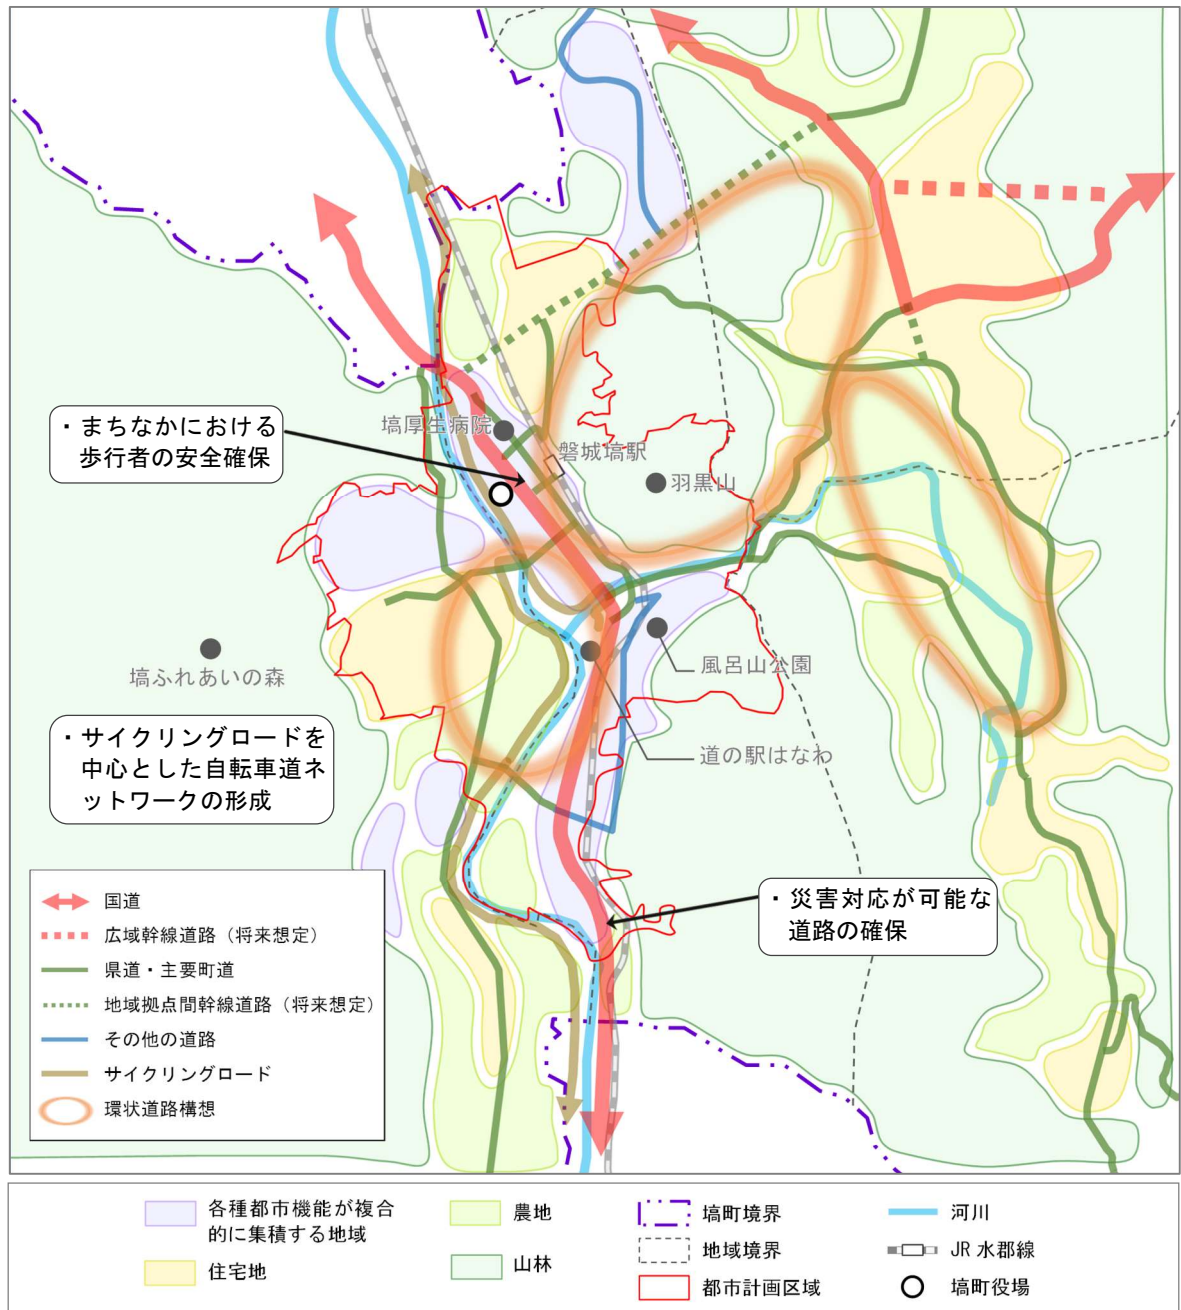 塙厚生病院
・まちなかにおける
歩行者の安全確保
磐城塙駅
羽黒山
塙ふれあいの森
風呂山公園
・サイクリングロードを
中心とした自転車道ネ
ットワークの形成
道の駅はなわ
・災害対応が可能な
道路の確保
国道
広域幹線道路（将来想定）
県道・主要町道
地域拠点間幹線道路（将来想定）
その他の道路
サイクリングロード
環状道路構想
各種都市機能が複合
的に集積する地域
住宅地
農地
山林
塙町境界
地域境界
都市計画区域
河川
JR 水郡線
塙町役場